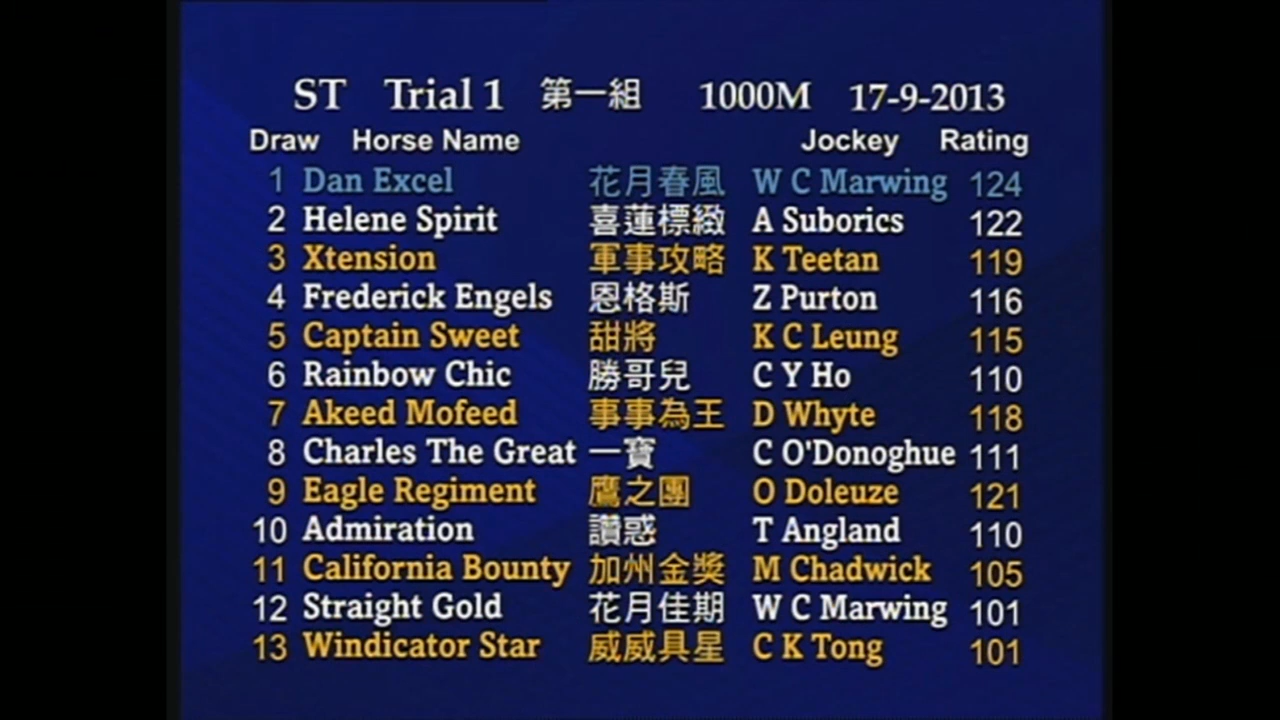 ST Trial 1 第一組 1000M 17-9-2013
Draw Horse Name Jockey Rating
1 Dan Excel 花月春風 W C Marwing 124
2 Helene Spirit 喜蓮標緻 A Suborics 122
3 Xtension 軍事攻略 K Teetan 119
4 Frederick Engels 恩格斯 Z Purton 116
5 Captain Sweet 甜將 K C Leung 115
6 Rainbow Chic 勝哥兒 C Y Ho 110
7 Akeed Mofeed 事事為王 D Whyte 118
8 Charles The Great 一寶 C O'Donoghue 111
9 Eagle Regiment 鷹之團 O Doleuze 121
10 Admiration 讚惑 T Angland 110
11 California Bounty 加州金獎 M Chadwick 105
12 Straight Gold 花月佳期 W C Marwing 101
13 Windicator Star 威威具星 C K Tong 101